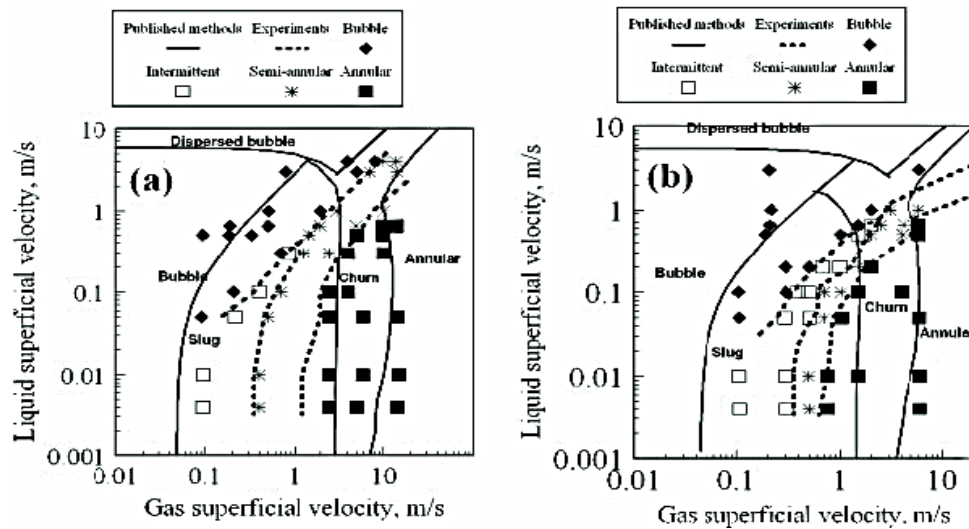 Published methods Experiments Bubble
Intermittent Semi-annular Annular
10
1
0.1
0.01
0.001
Liquid superficial velocity, m/s
(a)
Dispersed bubble
Bubble
Slug
Churn
Annular
0.01 0.1 1 10
Gas superficial velocity, m/s
Published methods Experiments Bubble
Intermittent Semi-annular Annular
10
1
0.1
0.01
0.001
Liquid superficial velocity, m/s
(b)
Dispersed bubble
Bubble
Slug
Churn
Annula
0.01 0.1 1 10
Gas superficial velocity, m/s